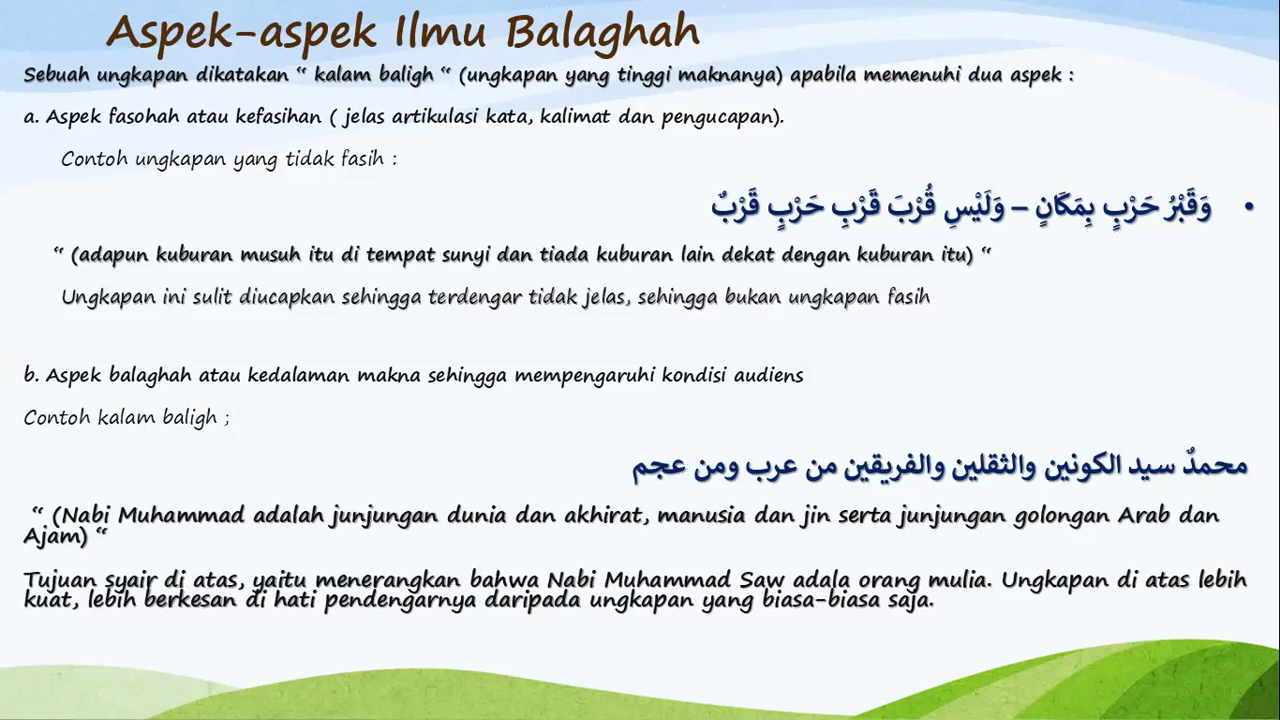 Aspek-aspek Ilmu Balaghah
Sebuah ungkapan dikatakan “ kalam baligh “ (ungkapan yang tinggi maknanya) apabila memenuhi dua aspek :
a. Aspek fasohah atau kefasihan ( jelas artikulasi kata, kalimat dan pengucapan).
Contoh ungkapan yang tidak fasih :
• وَقَبْرُ حَرْبٍ بِمَكَانٍ – وَلَيْسِ قُرْبَ قَرْبِ حَرْبٍ قَرْبٌ
“ (adapun kuburan musuh itu di tempat sunyi dan tiada kuburan lain dekat dengan kuburan itu) “
Ungkapan ini sulit diucapkan sehingga terdengar tidak jelas, sehingga bukan ungkapan fasih
b. Aspek balaghah atau kedalaman makna sehingga mempengaruhi kondisi audiens
Contoh kalam baligh ;
محمدٌ سيد الكونين والثقلين والفريقين من عرب ومن عجم
“ (Nabi Muhammad adalah junjungan dunia dan akhirat, manusia dan jin serta junjungan golongan Arab dan
Ajam) “
Tujuan syair di atas, yaitu menerangkan bahwa Nabi Muhammad Saw adala orang mulia. Ungkapan di atas lebih
kuat, lebih berkesan di hati pendengarnya daripada ungkapan yang biasa-biasa saja.